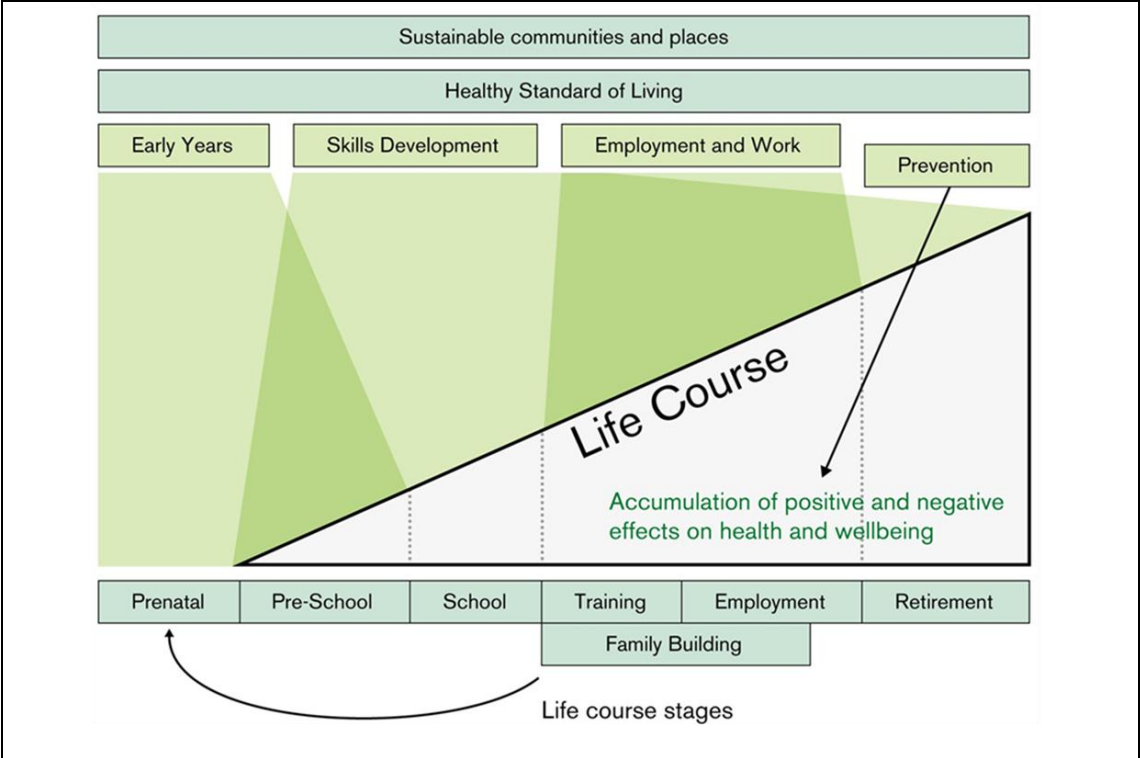 Sustainable communities and places
Healthy Standard of Living
Early Years
Skills Development
Employment and Work
Prevention
Life Course
Accumulation of positive and negative
effects on health and wellbeing
Prenatal
Pre-School
School
Training
Employment
Retirement
Family Building
Life course stages